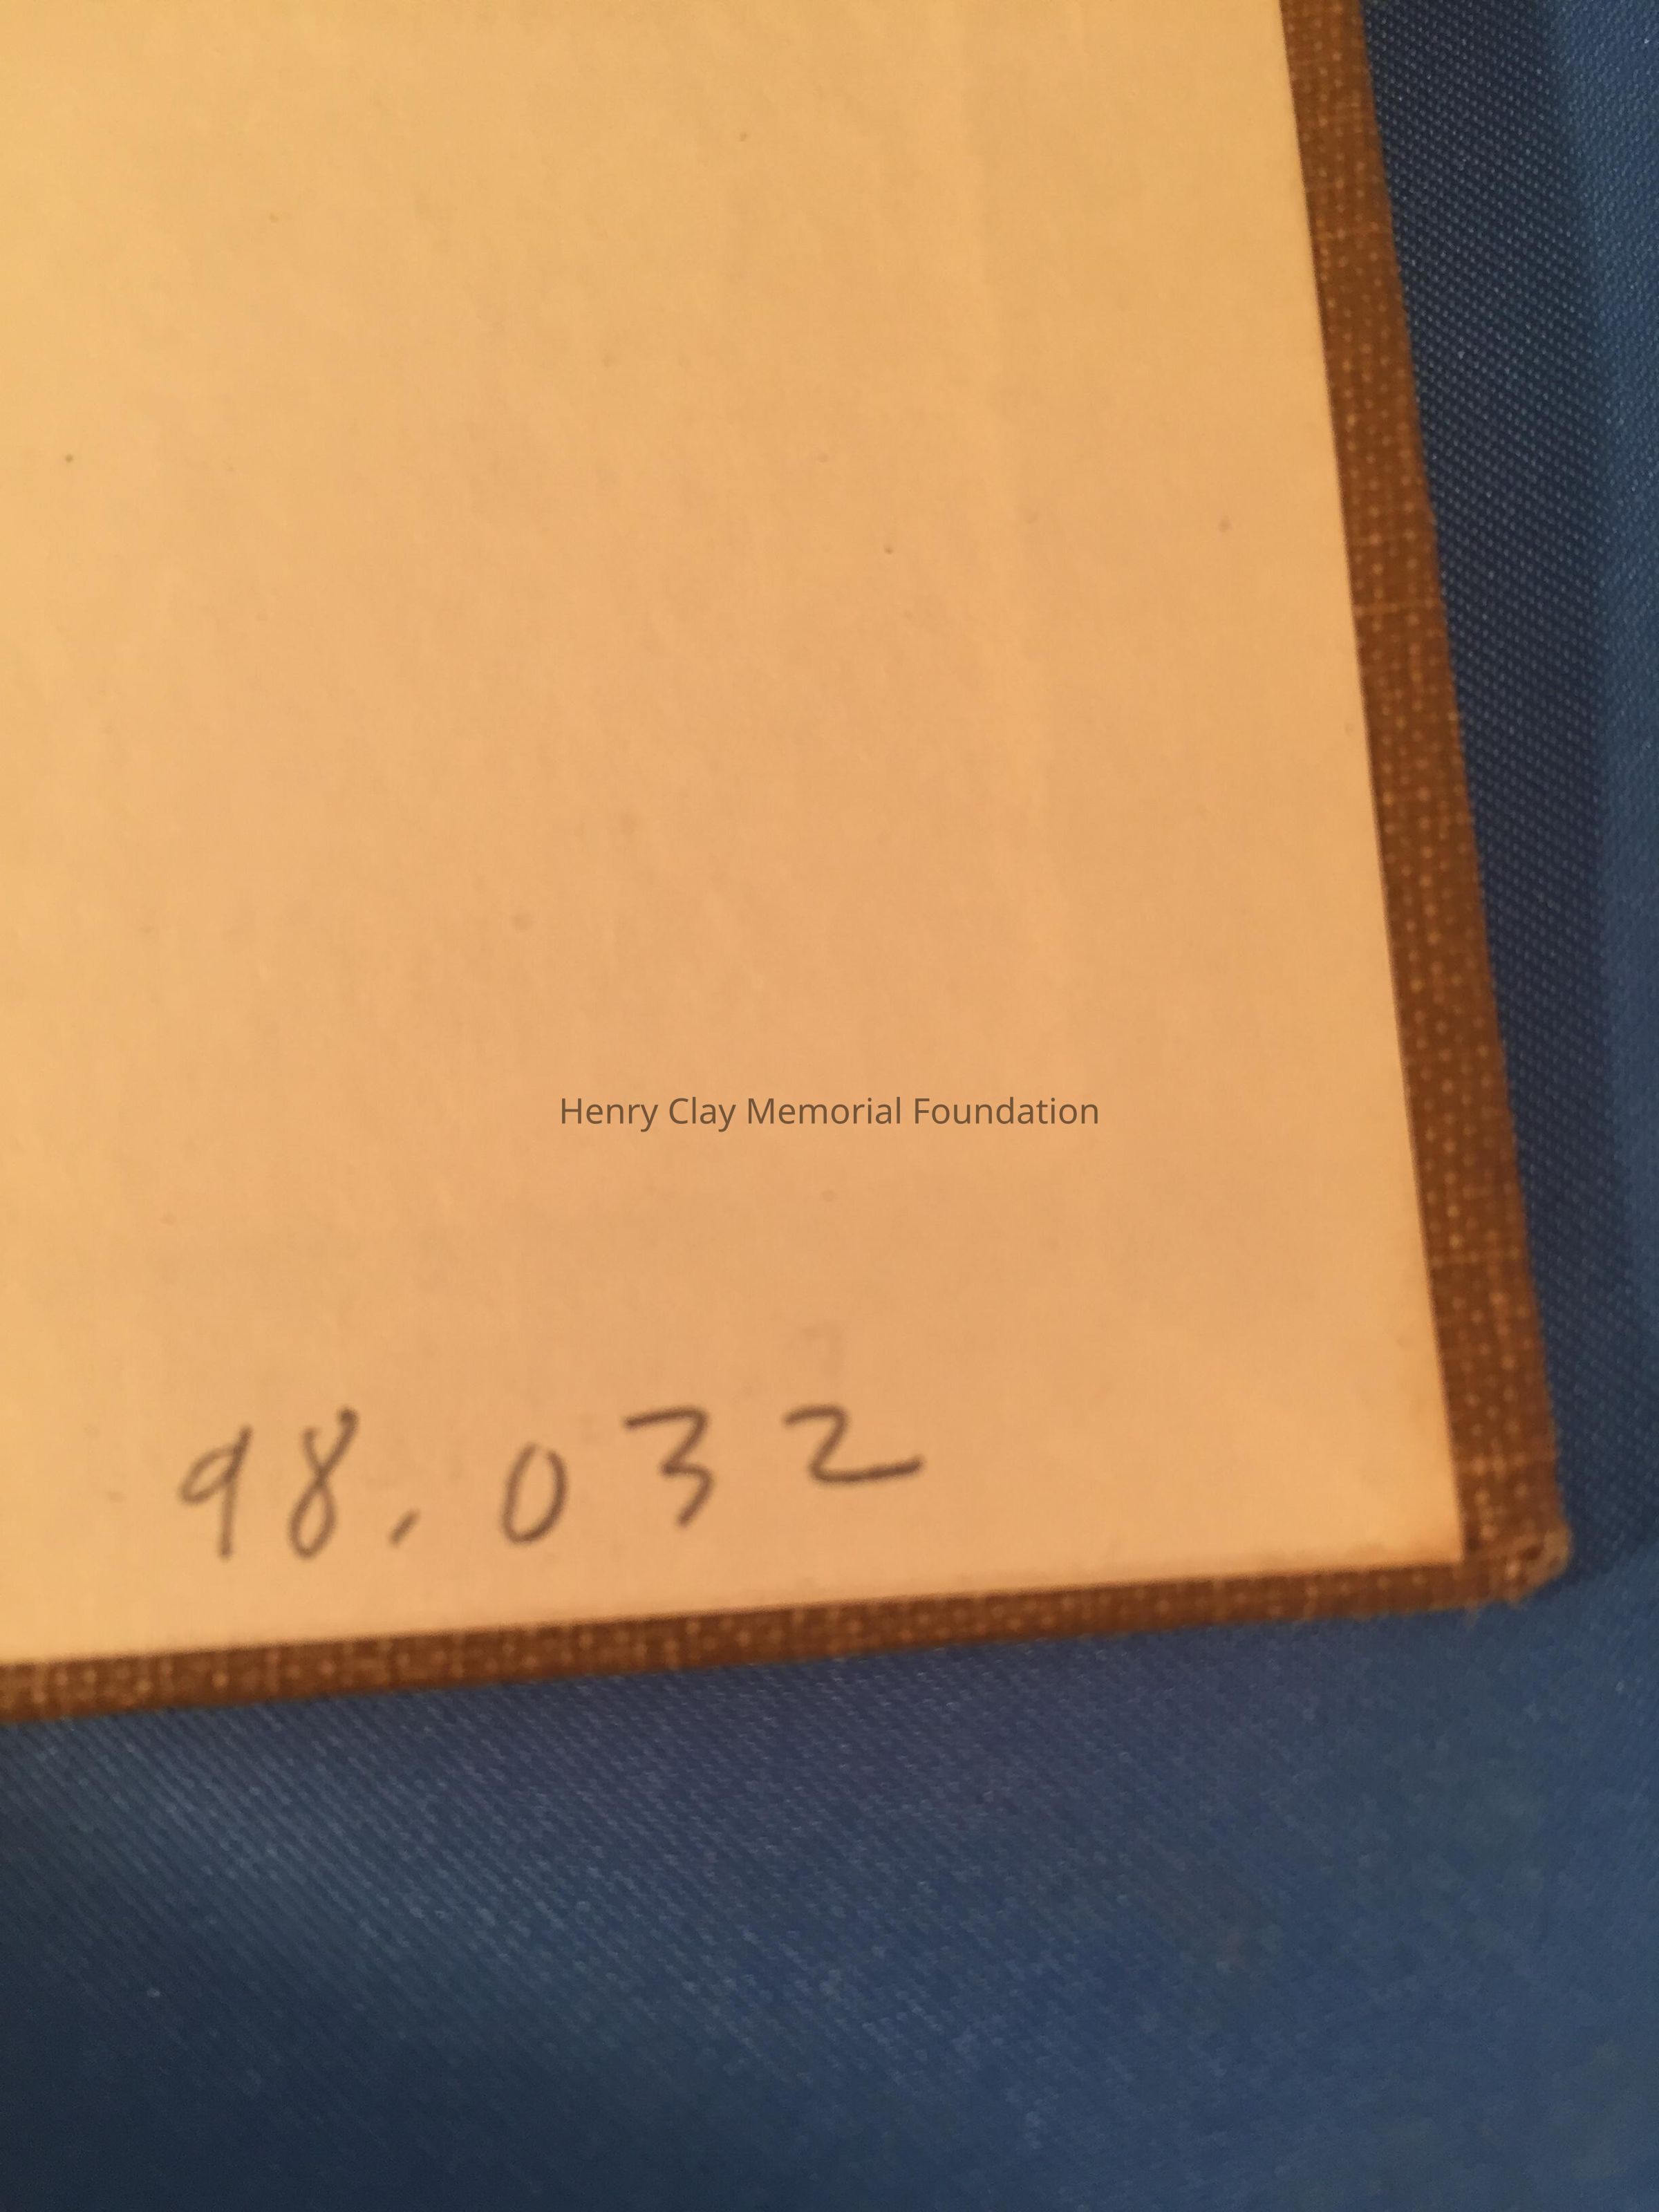 Henry Clay Memorial Foundation
98.032